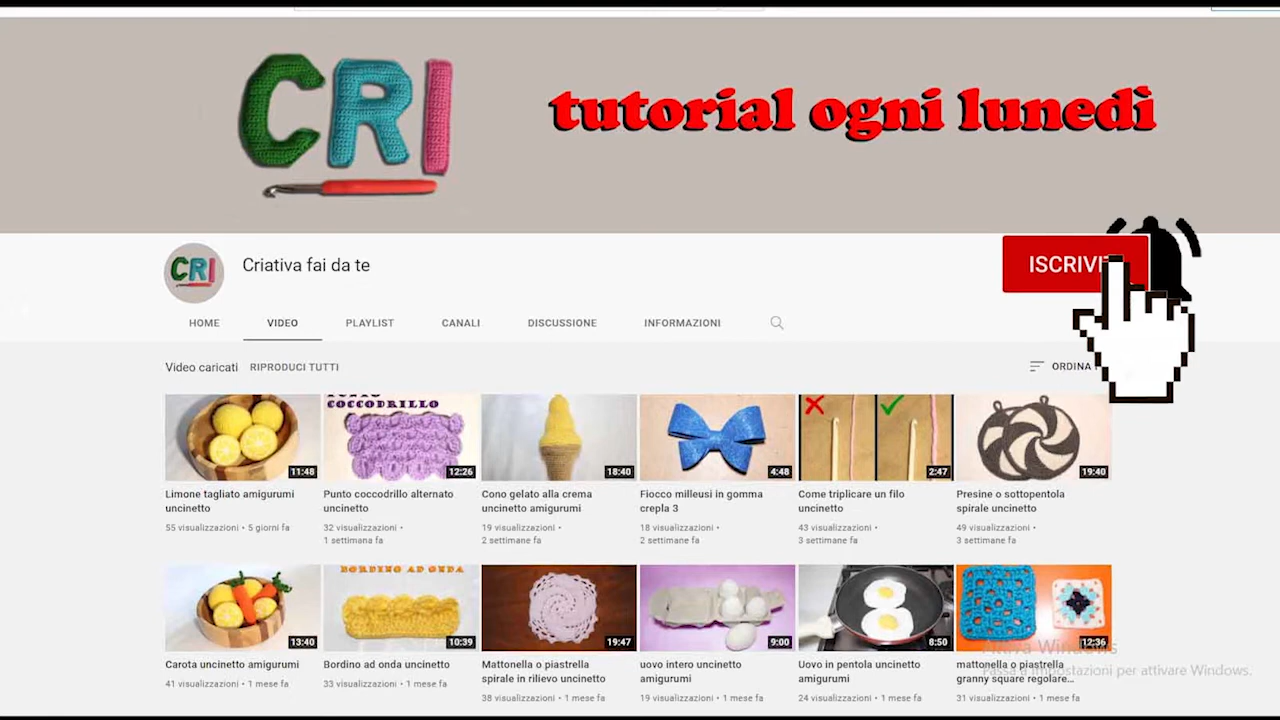 CRI
tutorial ogni lunedì
CRI
Criativa fai da te
HOME
VIDEO
PLAYLIST
CANALI
DISCUSSIONE
INFORMAZIONI
Video caricati
RIPRODUCI TUTTI
ORDINA
COCCODRILLO
11:48
12:26
18:40
4:48
2:47
19:40
Limone tagliato amigurumi
uncinetto
55 visualizzazioni • 5 giorni fa
Punto coccodrillo alternato
uncinetto
32 visualizzazioni •
1 settimana fa
Cono gelato alla crema
uncinetto amigurumi
19 visualizzazioni •
2 settimane fa
Fiocco milleusi in gomma
crepla 3
18 visualizzazioni •
2 settimane fa
Come triplicare un filo
uncinetto
43 visualizzazioni •
3 settimane fa
Presine o sottopentola
spirale uncinetto
49 visualizzazioni •
3 settimane fa
BORDINO AD ONDA
13:40
10:39
19:47
9:00
8:50
12:36
Carota uncinetto amigurumi
41 visualizzazioni • 1 mese fa
Bordino ad onda uncinetto
33 visualizzazioni • 1 mese fa
Mattonella o piastrella
spirale in rilievo uncinetto
38 visualizzazioni • 1 mese fa
uovo intero uncinetto
amigurumi
19 visualizzazioni • 1 mese fa
Uovo in pentola uncinetto
amigurumi
24 visualizzazioni • 1 mese fa
mattonella o piastrella
granny square regolare...
31 visualizzazioni • 1 mese fa
Attiva Windows
Passa a Impostazioni per attivare Windows.